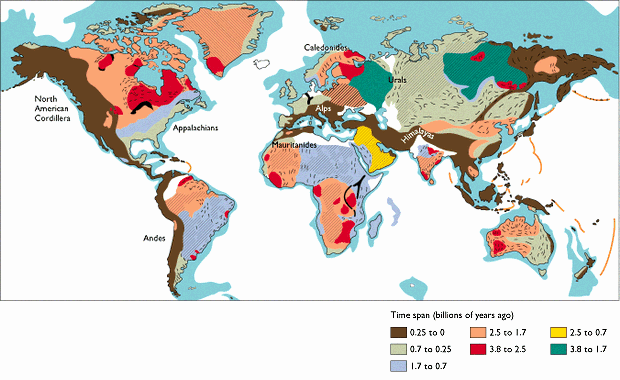 Caledonides
Urals
North
American
Cordillera
Appalachians
Alps
Himalayas
Mauritanides
Andes
Time span (billions of years ago)
0.25 to 0
2.5 to 1.7
2.5 to 0.7
0.7 to 0.25
3.8 to 2.5
3.8 to 1.7
1.7 to 0.7